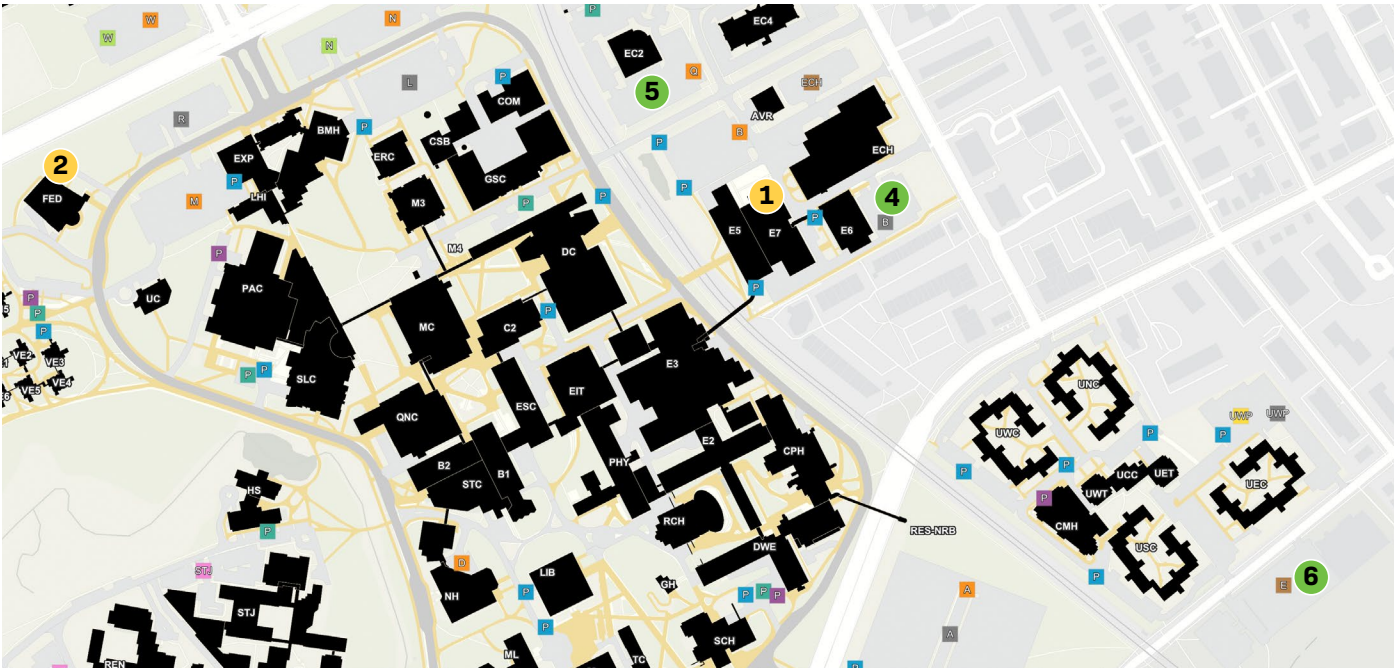 W
W
N
N
P
EC2
EC4
Q
5
ECH
L
P
COM
R
BMH
P
CSB
ERC
AVR
B
P
ECH
EXP
P
GSC
2
FED
LHI
M
M3
P
P
P
1
4
E5
E7
P
E6
B
P
M4
DC
PAC
UC
P
P
P
5
MC
C2
P
P
E3
VE2
VE3
VE4
VE5
E6
P
P
SLC
EIT
ESC
QNC
UNC
UWP
UWP
UWC
P
P
P
P
E2
CPH
B2
B1
STC
PHY
UCC
UET
UWT
P
CMH
UEC
HS
P
RCH
RES-NRB
USC
P
DWE
D
LIB
NH
P
GH
P
P
P
E
6
STJ
STJ
A
A
P
ML
TC
SCH
REN
P